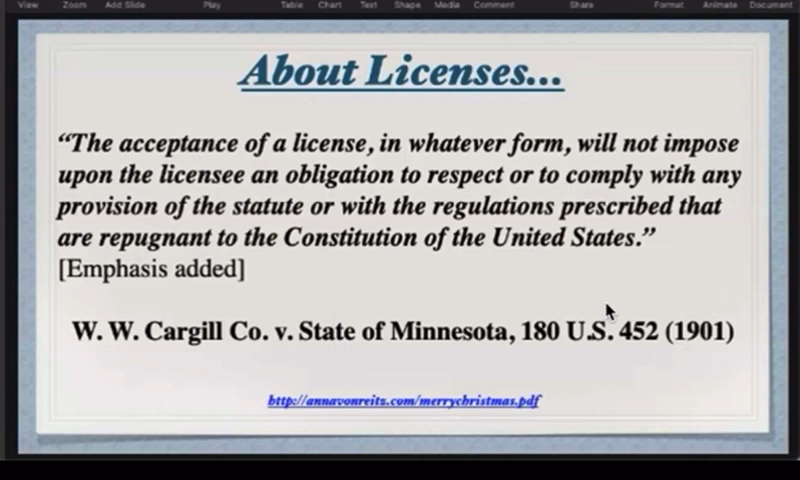 View Zoom Add Slide Play Table Chart Text Shape Media Comment Share Format Animate Document
About Licenses...
“The acceptance of a license, in whatever form, will not impose
upon the licensee an obligation to respect or to comply with any
provision of the statute or with the regulations prescribed that
are repugnant to the Constitution of the United States.”
[Emphasis added]
W. W. Cargill Co. v. State of Minnesota, 180 U.S. 452 (1901)
http://annavonreitz.com/merrychristmas.pdf